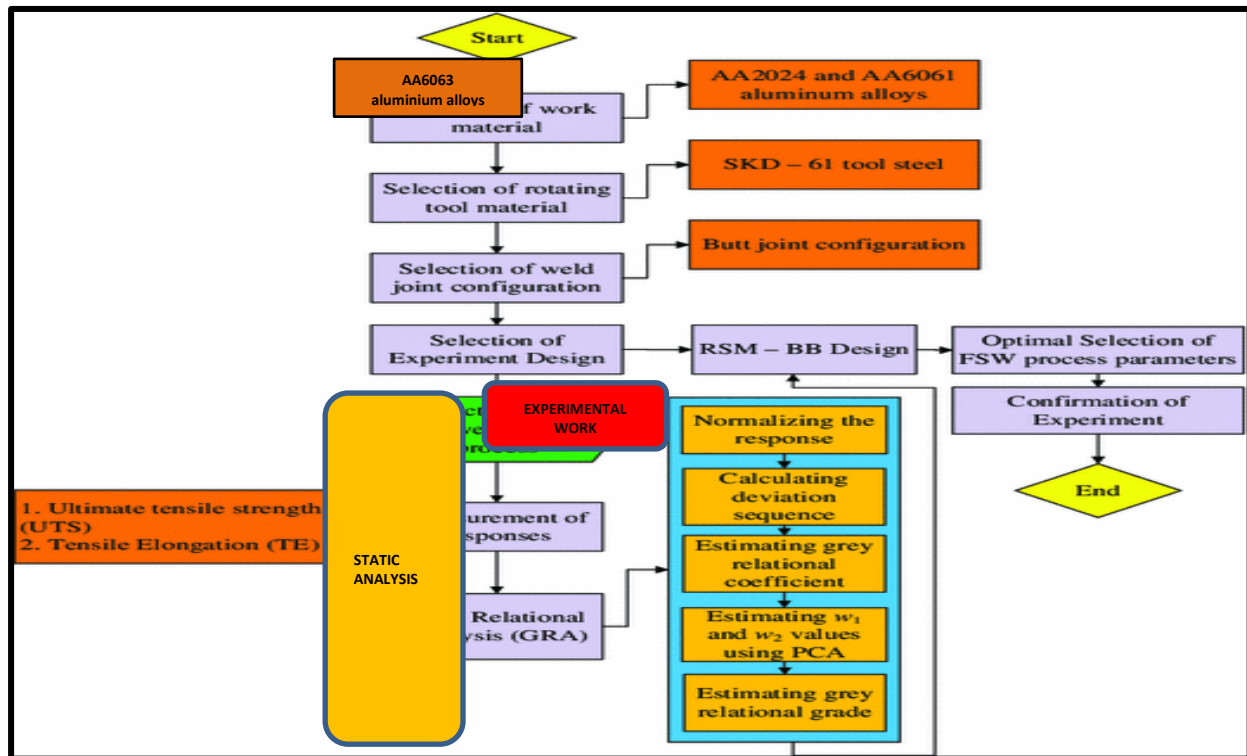 Start
AA6063
aluminium alloys
of work
material
AA2024 and AA6061
aluminum alloys
Selection of rotating
tool material
SKD – 61 tool steel
Selection of weld
joint configuration
Butt joint configuration
Selection of
Experiment Design
RSM – BB Design
Optimal Selection of
FSW process parameters
Confirmation of
Experiment
End
EXPERIMENTAL
WORK
STATIC
ANALYSIS
1. Ultimate tensile strength
(UTS)
2. Tensile Elongation (TE)
Relational
(GRA)
Normalizing the
response
Calculating
deviation
sequence
Estimating grey
relational
coefficient
Estimating w₁
and w₂ values
using PCA
Estimating grey
relational grade